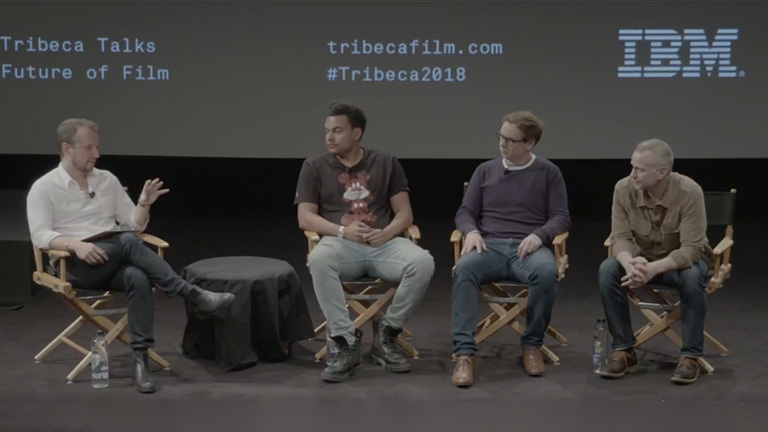 Tribeca Talks
Future of Film
tribecafilm.com
#Tribeca2018
IBM®